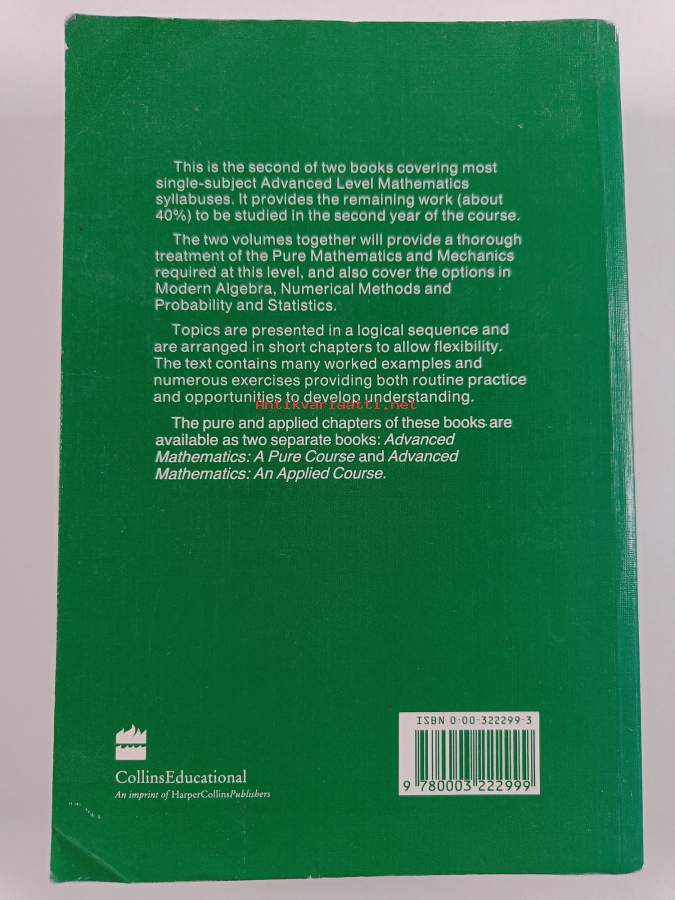 This is the second of two books covering most
single-subject Advanced Level Mathematics
syllabuses. It provides the remaining work (about
40%) to be studied in the second year of the course.
The two volumes together will provide a thorough
treatment of the Pure Mathematics and Mechanics
required at this level, and also cover the options in
Modern Algebra, Numerical Methods and
Probability and Statistics.
Topics are presented in a logical sequence and
are arranged in short chapters to allow flexibility.
The text contains many worked examples and
numerous exercises providing both routine practice
and opportunities to develop understanding.
Antikvariaatti.net
The pure and applied chapters of these books are
available as two separate books: Advanced
Mathematics: A Pure Course and Advanced
Mathematics: An Applied Course.
ISBN 0-00-322299-3
9 780003 222999
CollinsEducational
An imprint of HarperCollinsPublishers